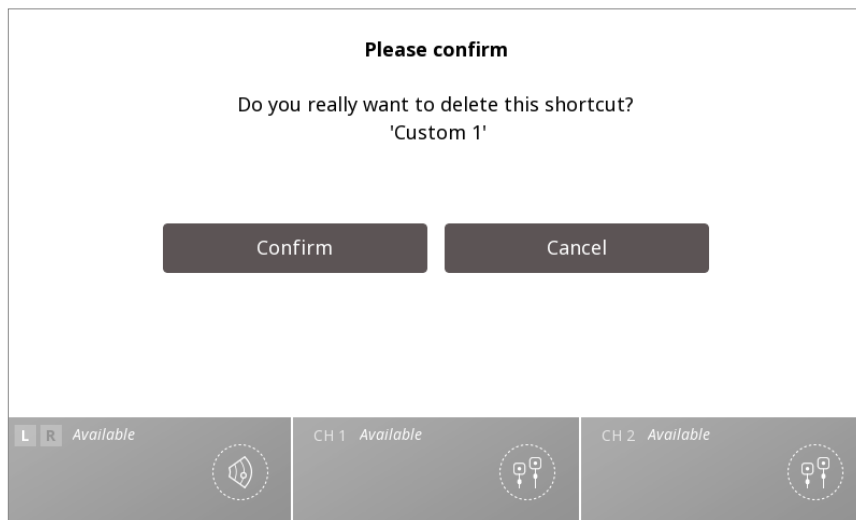 Please confirm
Do you really want to delete this shortcut?
'Custom 1'
Confirm
Cancel
L R Available
CH 1 Available
CH 2 Available